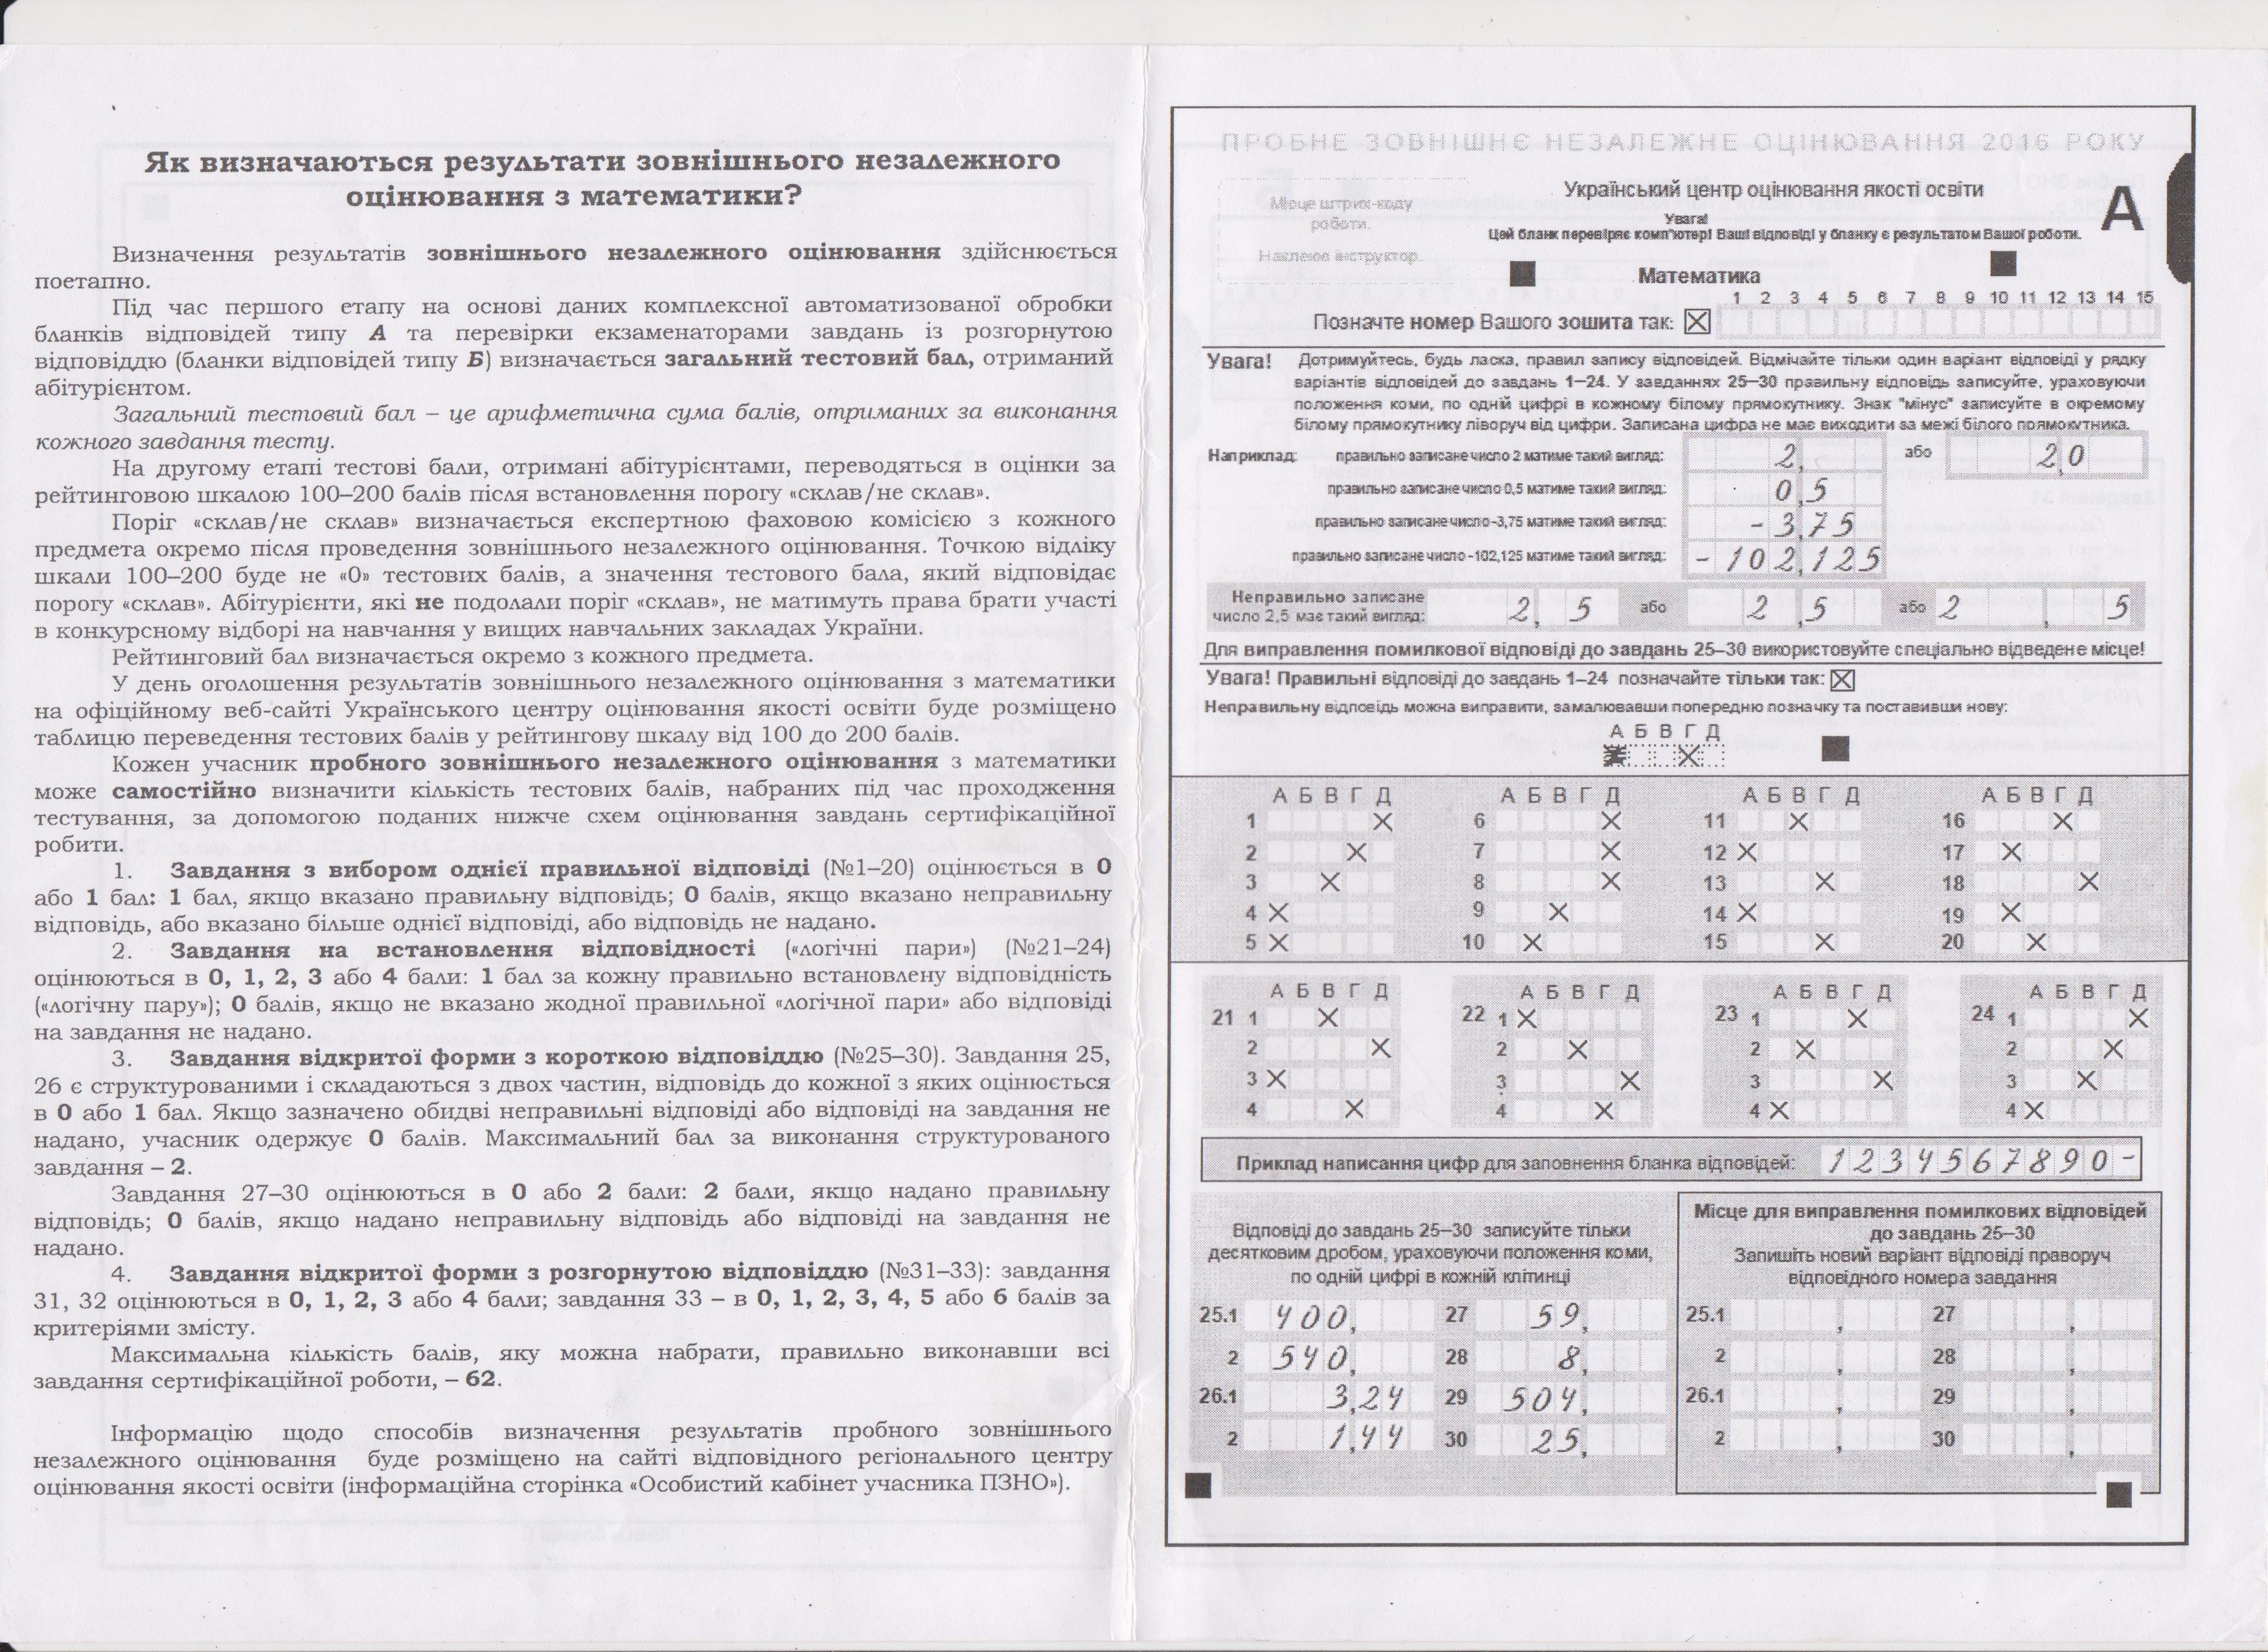 Як визначаються результати зовнішнього незалежного
оцінювання з математики?
Визначення результатів зовнішнього незалежного оцінювання здійснюється
поетапно.
Під час першого етапу на основі даних комплексної автоматизованої обробки
бланків відповідей типу А та перевірки екзаменаторами завдань із розгорнутою
відповіддю (бланки відповідей типу Б) визначається загальний тестовий бал, отриманий
абітурієнтом.
Загальний тестовий бал – це арифметична сума балів, отриманих за виконання
кожного завдання тесту.
На другому етапі тестові бали, отримані абітурієнтами, переводяться в оцінки за
рейтинговою шкалою 100–200 балів після встановлення порогу «склав/не склав».
Поріг «склав/не склав» визначається експертною фаховою комісією з кожного
предмета окремо після проведення зовнішнього незалежного оцінювання. Точкою відліку
шкали 100–200 буде не «0» тестових балів, а значення тестового бала, який відповідає
порогу «склав». Абітурієнти, які не подолали поріг «склав», не матимуть права брати участі
в конкурсному відборі на навчання у вищих навчальних закладах України.
Рейтинговий бал визначається окремо з кожного предмета.
У день оголошення результатів зовнішнього незалежного оцінювання з математики
на офіційному веб-сайті Українського центру оцінювання якості освіти буде розміщено
таблицю переведення тестових балів у рейтингову шкалу від 100 до 200 балів.
Кожен учасник пробного зовнішнього незалежного оцінювання з математики
може самостійно визначити кількість тестових балів, набраних під час проходження
тестування, за допомогою поданих нижче схем оцінювання завдань сертифікаційної
робити.
1. Завдання з вибором однієї правильної відповіді (№1–20) оцінюється в 0
або 1 бал: 1 бал, якщо вказано правильну відповідь; 0 балів, якщо вказано неправильну
відповідь, або вказано більше однієї відповіді, або відповідь не надано.
2. Завдання на встановлення відповідності («логічні пари») (№21–24)
оцінюються в 0, 1, 2, 3 або 4 бали: 1 бал за кожну правильно встановлену відповідність
(«логічну пару»); 0 балів, якщо не вказано жодної правильної «логічної пари» або відповіді
на завдання не надано.
3. Завдання відкритої форми з короткою відповіддю (№25–30). Завдання 25,
26 є структурованими і складаються з двох частин, відповідь до кожної з яких оцінюється
в 0 або 1 бал. Якщо зазначено обидві неправильні відповіді або відповіді на завдання не
надано, учасник одержує 0 балів. Максимальний бал за виконання структурованого
завдання – 2.
Завдання 27–30 оцінюються в 0 або 2 бали: 2 бали, якщо надано правильну
відповідь; 0 балів, якщо надано неправильну відповідь або відповіді на завдання не
надано.
4. Завдання відкритої форми з розгорнутою відповіддю (№31–33): завдання
31, 32 оцінюються в 0, 1, 2, 3 або 4 бали; завдання 33 – в 0, 1, 2, 3, 4, 5 або 6 балів за
критеріями змісту.
Максимальна кількість балів, яку можна набрати, правильно виконавши всі
завдання сертифікаційної роботи, – 62.
Інформацію щодо способів визначення результатів пробного зовнішнього
незалежного оцінювання буде розміщено на сайті відповідного регіонального центру
оцінювання якості освіти (інформаційна сторінка «Особистий кабінет учасника ПЗНО»).
ПРОБНЕ ЗОВНІШНЄ НЕЗАЛЕЖНЕ ОЦІНЮВАННЯ 2016 РОКУ
Місце штрих-коду
роботи.
Наклеює інструктор.
Український центр оцінювання якості освіти
А
Увага!
Цей бланк перевіряє комп'ютер! Ваші відповіді у бланку є результатом Вашої роботи.
Математика
1 2 3 4 5 6 7 8 9 10 11 12 13 14 15
Позначте номер Вашого зошита так: ☒
Увага! Дотримуйтесь, будь ласка, правил запису відповідей. Відмічайте тільки один варіант відповіді у рядку
варіантів відповідей до завдань 1–24. У завданнях 25–30 правильну відповідь записуйте, ураховуючи
положення коми, по одній цифрі в кожному білому прямокутнику. Знак "мінус" записуйте в окремому
білому прямокутнику ліворуч від цифри. Записана цифра не має виходити за межі білого прямокутника.
Наприклад: правильно записане число 2 матиме такий вигляд: 2, або 2,0
правильно записане число 0,5 матиме такий вигляд: 0,5
правильно записане число -3,75 матиме такий вигляд: -3,75
правильно записане число -102,125 матиме такий вигляд: -102,125
Неправильно записане
число 2,5 має такий вигляд: 2, 5 або 2 ,5 або 2 , 5
Для виправлення помилкової відповіді до завдань 25–30 використовуйте спеціально відведене місце!
Увага! Правильні відповіді до завдань 1–24 позначайте тільки так: ☒
Неправильну відповідь можна виправити, замалювавши попередню позначку та поставивши нову:
А Б В Г Д
А Б В Г Д А Б В Г Д А Б В Г Д А Б В Г Д
1 X 6 X 11 X 16 X
2 X 7 X 12 X 17 X
3 X 8 X 13 X 18 X
4 X 9 X 14 X 19 X
5 X 10 X 15 X 20 X
А Б В Г Д А Б В Г Д А Б В Г Д А Б В Г Д
21 1 X 22 1 X 23 1 X 24 1 X
2 X 2 X 2 X 2 X
3 X 3 X 3 X 3 X
4 X 4 X 4 X 4 X
Приклад написання цифр для заповнення бланка відповідей: 1 2 3 4 5 6 7 8 9 0 -
Відповіді до завдань 25–30 записуйте тільки
десятковим дробом, ураховуючи положення коми,
по одній цифрі в кожній клітинці
25.1 400, 27 59,
2 540, 28 8,
26.1 3,24 29 504,
2 1,44 30 25,
Місце для виправлення помилкових відповідей
до завдань 25–30
Запишіть новий варіант відповіді праворуч
відповідного номера завдання
25.1 , 27 ,
2 , 28 ,
26.1 , 29 ,
2 , 30 ,